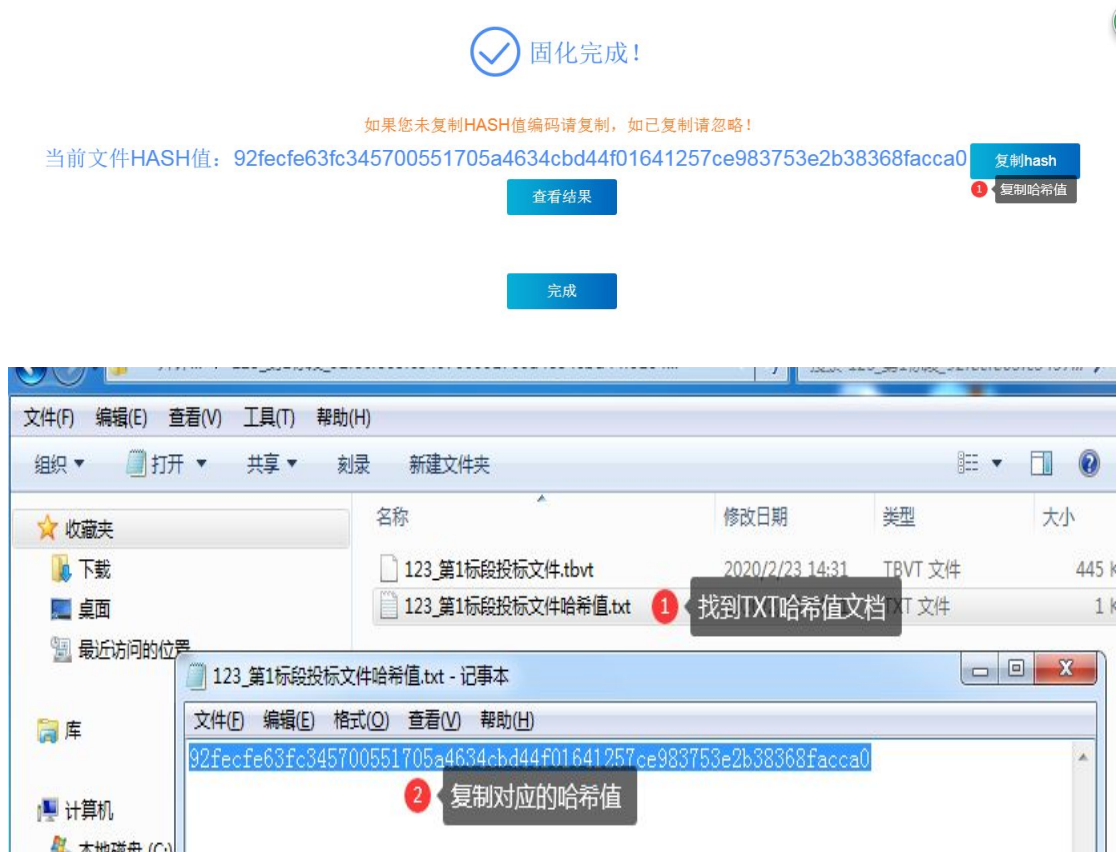 固化完成!
如果您未复制HASH值编码请复制，如已复制请忽略!
当前文件HASH值：92fecfe63fc345700551705a4634cbd44f01641257ce983753e2b38368facca0 复制hash
1 复制哈希值
查看结果
完成
文件(F) 编辑(E) 查看(V) 工具(T) 帮助(H)
组织 打开 共享 刻录 新建文件夹
名称 修改日期 类型 大小
收藏夹
下载
桌面
最近访问的位置
库
计算机
本地磁盘 (C:)
123_第1标段投标文件.tbvt 2020/2/23 14:31 TBVT 文件 445 K
123_第1标段投标文件哈希值.txt 1 找到TXT哈希值文档 TXT 文件 1 K
123_第1标段投标文件哈希值.txt - 记事本
文件(F) 编辑(E) 格式(O) 查看(V) 帮助(H)
92fecfe63fc345700551705a4634cbd44f01641257ce983753e2b38368facca0
2 复制对应的哈希值